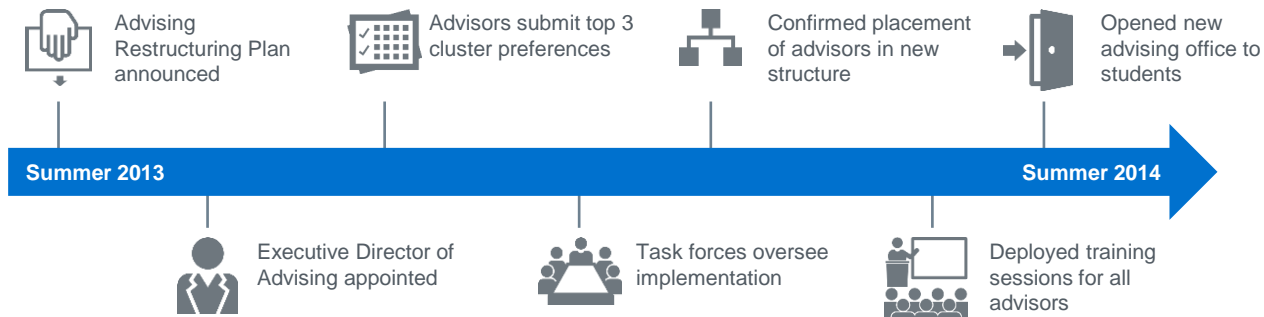 Advising
Restructuring Plan
announced
Advisors submit top 3
cluster preferences
Confirmed placement
of advisors in new
structure
Opened new
advising office to
students
Summer 2013
Summer 2014
Executive Director of
Advising appointed
Task forces oversee
implementation
Deployed training
sessions for all
advisors